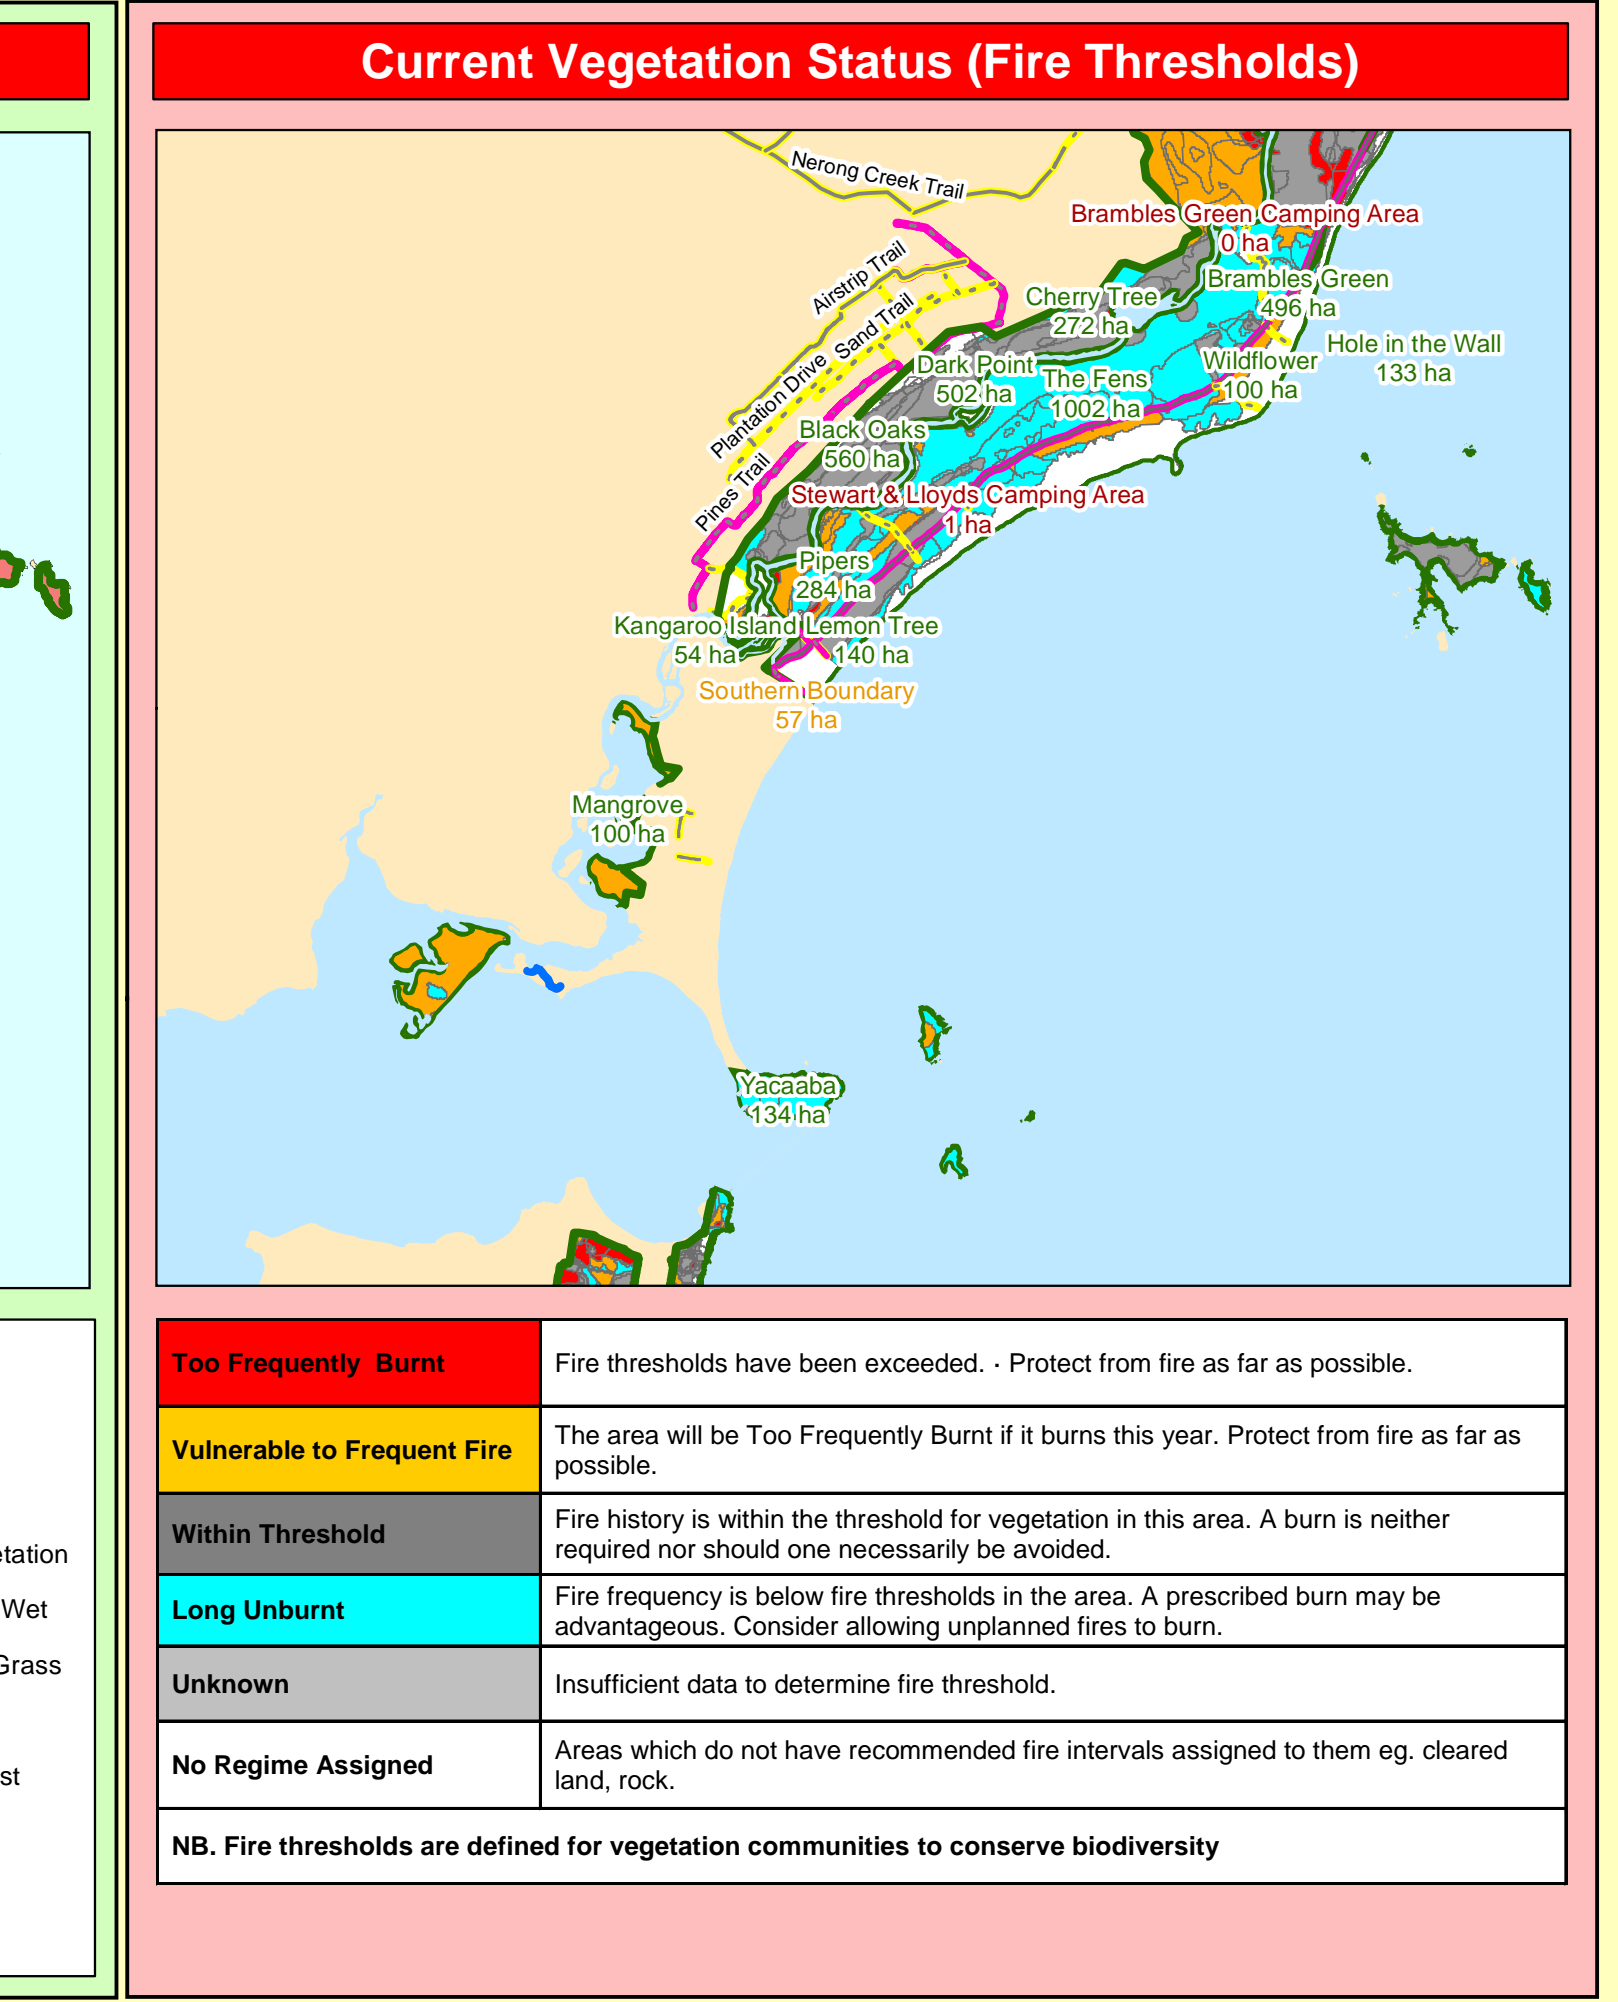 Current Vegetation Status (Fire Thresholds)
Nerong Creek Trail
Brambles Green Camping Area
0 ha
Airstrip Trail
Brambles Green
496 ha
Cherry Tree
272 ha
Sand Trail
Hole in the Wall
133 ha
Plantation Drive
Dark Point
502 ha
The Fens
1002 ha
Wildflower
100 ha
Black Oaks
560 ha
Pines Trail
Stewart & Lloyds Camping Area
1 ha
Pipers
284 ha
Kangaroo Island
54 ha
Lemon Tree
140 ha
Southern Boundary
57 ha
Mangrove
100 ha
Yacaaba
134 ha
Too Frequently Burnt
Fire thresholds have been exceeded. · Protect from fire as far as possible.
Vulnerable to Frequent Fire
The area will be Too Frequently Burnt if it burns this year. Protect from fire as far as
possible.
Within Threshold
Fire history is within the threshold for vegetation in this area. A burn is neither
required nor should one necessarily be avoided.
Long Unburnt
Fire frequency is below fire thresholds in the area. A prescribed burn may be
advantageous. Consider allowing unplanned fires to burn.
Unknown
Insufficient data to determine fire threshold.
No Regime Assigned
Areas which do not have recommended fire intervals assigned to them eg. cleared
land, rock.
NB. Fire thresholds are defined for vegetation communities to conserve biodiversity
etation
Wet
Grass
st